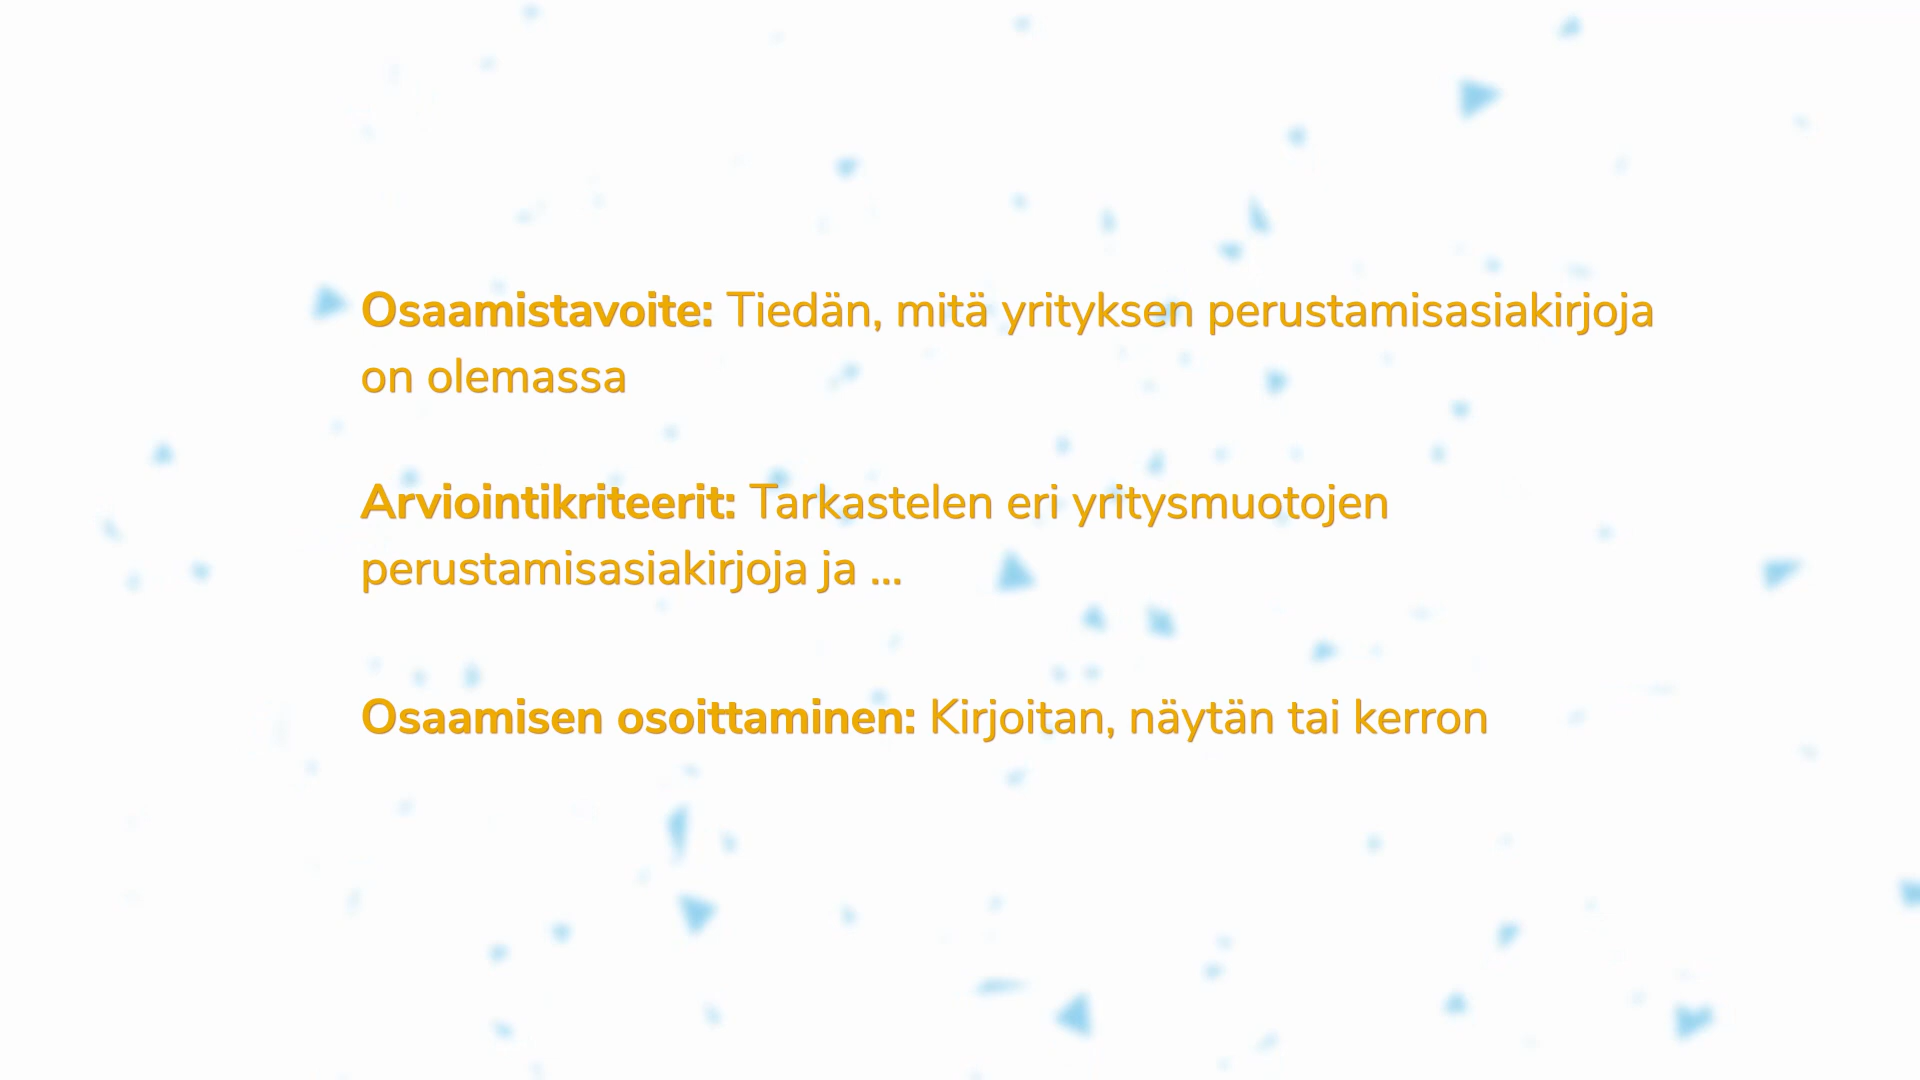 Osaamistavoite: Tiedän, mitä yrityksen perustamisasiakirjoja
on olemassa
Arviointikriteerit: Tarkastelen eri yritysmuotojen
perustamisasiakirjoja ja ...
Osaamisen osoittaminen: Kirjoitan, näytän tai kerron